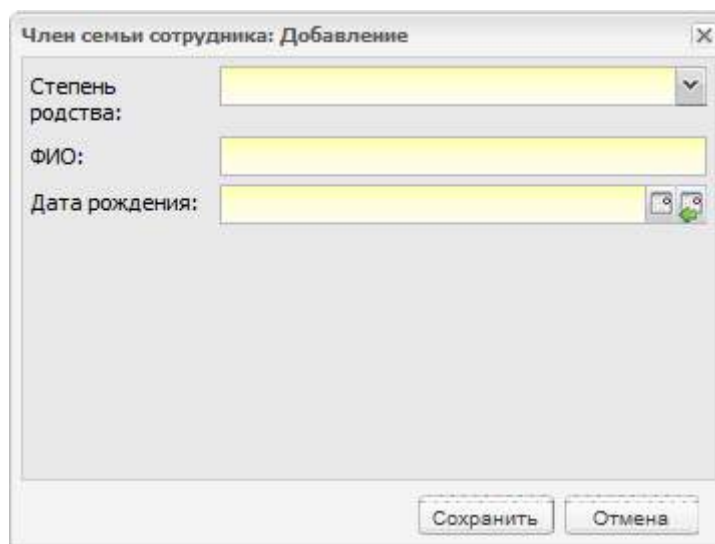 Член семьи сотрудника: Добавление
Степень
родства:
ФИО:
Дата рождения:
Сохранить
Отмена